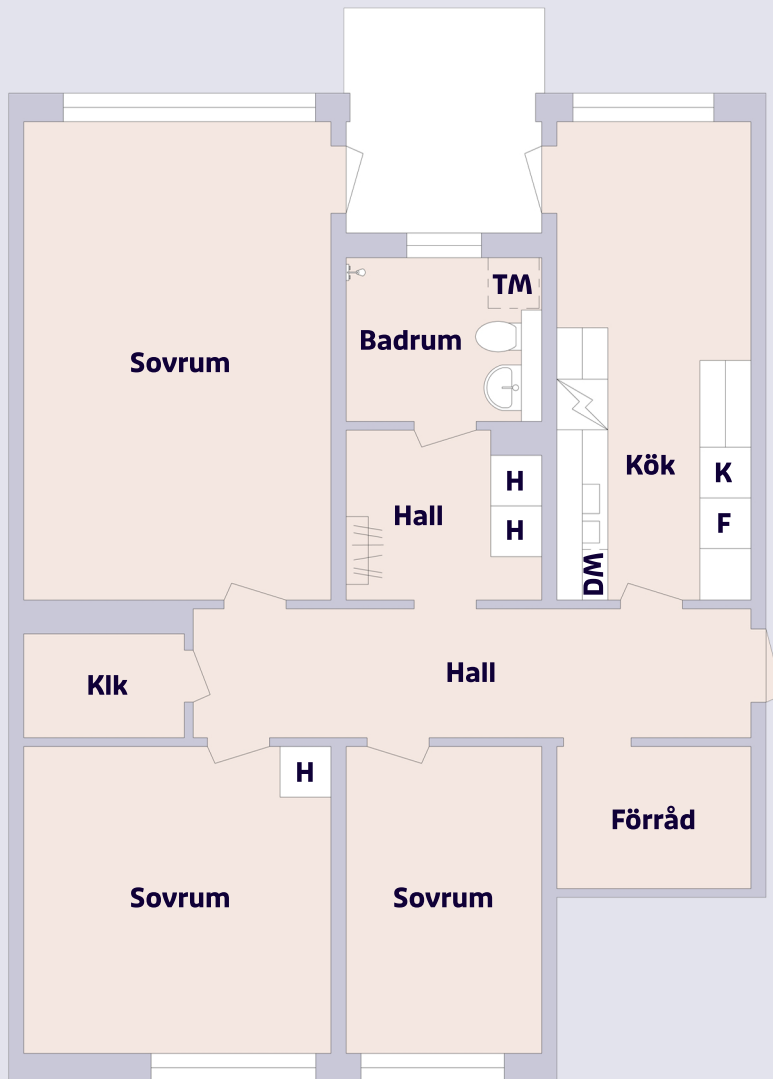 TM
Badrum
Sovrum
Kök
K
H
Hall
F
H
DM
Hall
Klk
H
Förråd
Sovrum
Sovrum